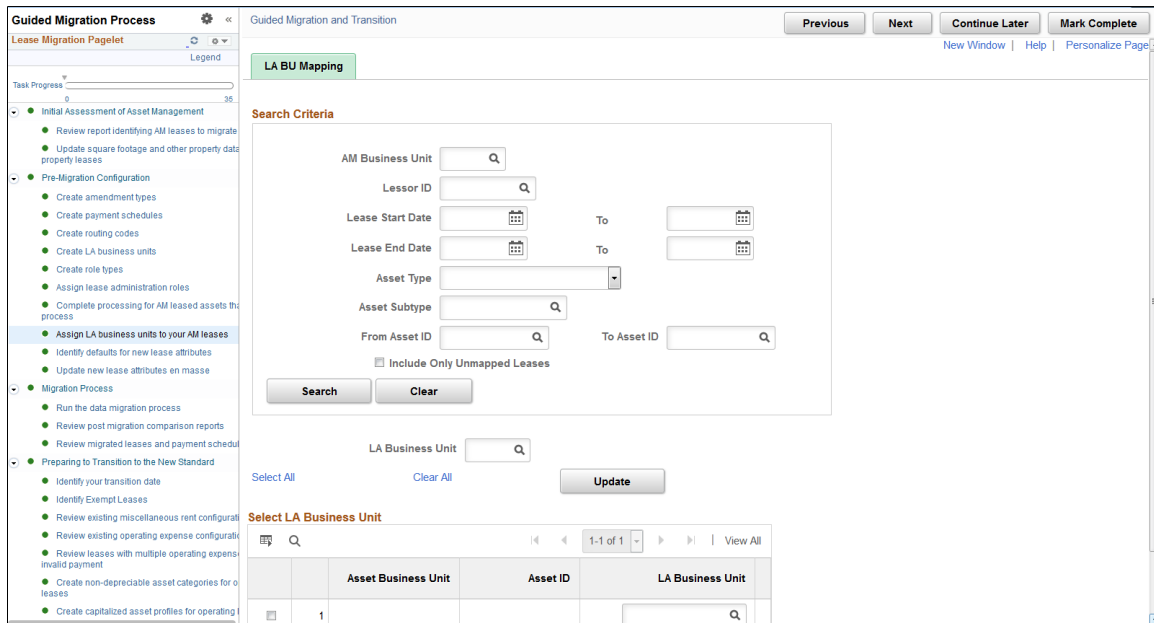 Guided Migration Process
«
Lease Migration Pagelet
Legend
Task Progress
0 35
Initial Assessment of Asset Management
Review report identifying AM leases to migrate
Update square footage and other property data
property leases
Pre-Migration Configuration
Create amendment types
Create payment schedules
Create routing codes
Create LA business units
Create role types
Assign lease administration roles
Complete processing for AM leased assets tha
process
Assign LA business units to your AM leases
Identify defaults for new lease attributes
Update new lease attributes en masse
Migration Process
Run the data migration process
Review post migration comparison reports
Review migrated leases and payment schedul
Preparing to Transition to the New Standard
Identify your transition date
Identify Exempt Leases
Review existing miscellaneous rent configurati
Review existing operating expense configuratio
Review leases with multiple operating expense
invalid payment
Create non-depreciable asset categories for o
leases
Create capitalized asset profiles for operating l
Guided Migration and Transition
Previous Next Continue Later Mark Complete
New Window | Help | Personalize Page
LA BU Mapping
Search Criteria
AM Business Unit
Lessor ID
Lease Start Date To
Lease End Date To
Asset Type
Asset Subtype
From Asset ID To Asset ID
Include Only Unmapped Leases
Search Clear
LA Business Unit
Select All Clear All Update
Select LA Business Unit
1-1 of 1 | View All
Asset Business Unit Asset ID LA Business Unit
1